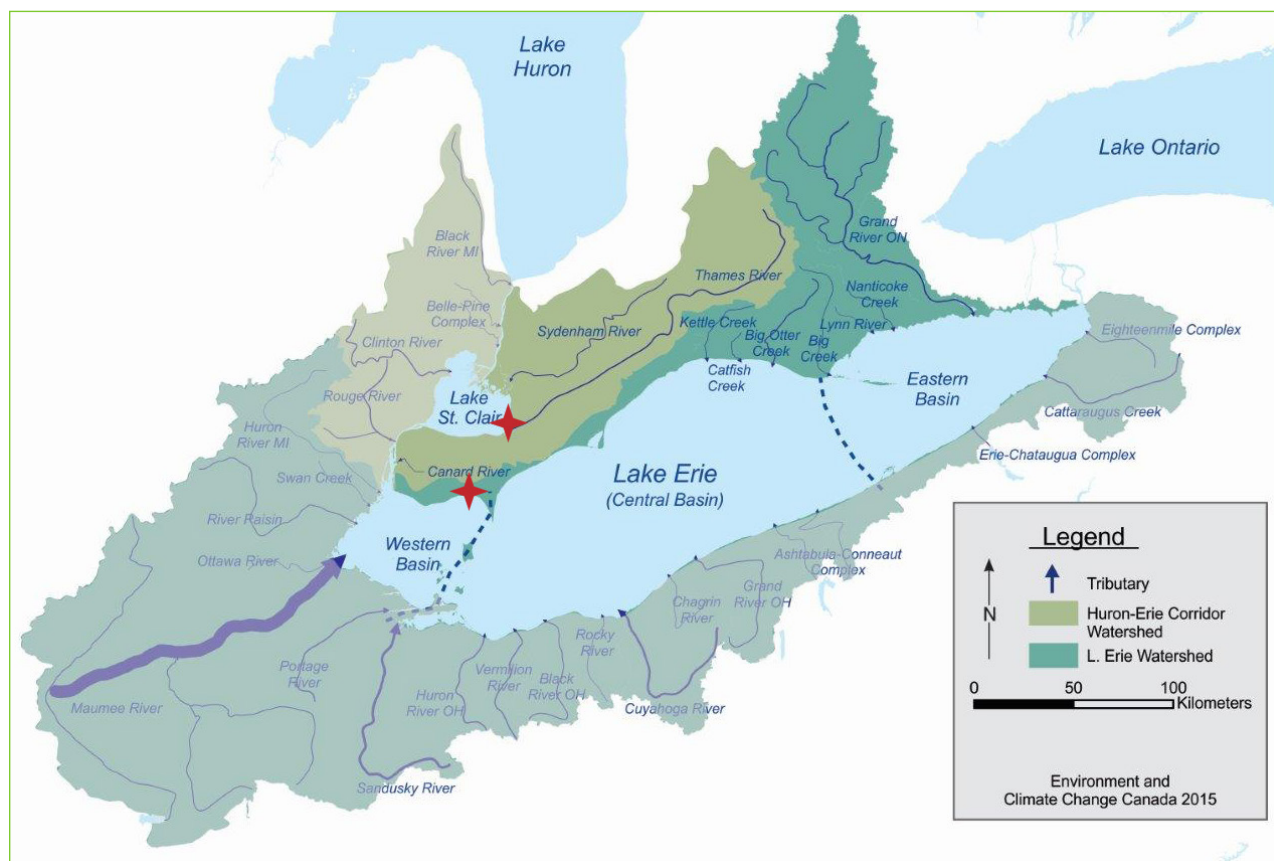 Lake
Huron
Lake Ontario
Black
River MI
Grand
River ON
Thames River
Belle-Pine
Complex
Nanticoke
Creek
Sydenham River
Kettle Creek
Lynn River
Eighteenmile Complex
Clinton River
Big Otter
Creek
Big
Creek
Catfish
Creek
Eastern
Basin
Rouge River
Lake
St. Clair
Cattaraugus Creek
Huron
River MI
Erie-Chataugua Complex
Canard River
Lake Erie
(Central Basin)
Swan Creek
River Raisin
Western
Basin
Ottawa River
Ashtabula-Conneaut
Complex
Grand
River OH
Chagrin
River
Rocky
River
Portage
River
Vermilion
River
Huron
River OH
Black
River OH
Maumee River
Cuyahoga River
Sandusky River
Legend
N
Tributary
Huron-Erie Corridor
Watershed
L. Erie Watershed
0 50 100
Kilometers
Environment and
Climate Change Canada 2015